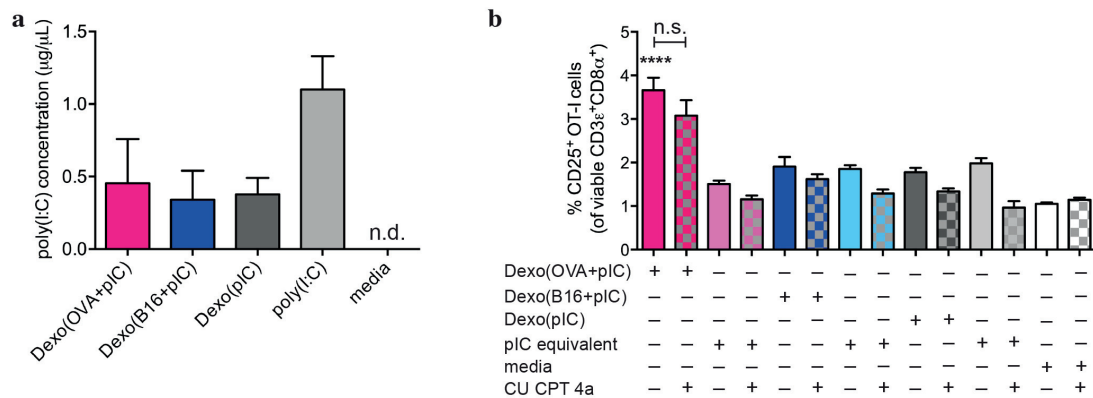 a
poly(I:C) concentration (µg/µL)
1.5
1.0
0.5
0.0
n.d.
Dexo(OVA+pIC)
Dexo(B16+pIC)
Dexo(pIC)
poly(I:C)
media
b
% CD25⁺ OT-I cells
(of viable CD3ε⁺CD8α⁺)
5
4
3
2
1
0
n.s.
****
Dexo(OVA+pIC) + + – – – – – – – – – – – –
Dexo(B16+pIC) – – – – + + – – – – – – – –
Dexo(pIC) – – – – – – – – + + – – – –
pIC equivalent – – + + – – + + – – + + – –
media – – – – – – – – – – – – + +
CU CPT 4a – + – + – + – + – + – + – +